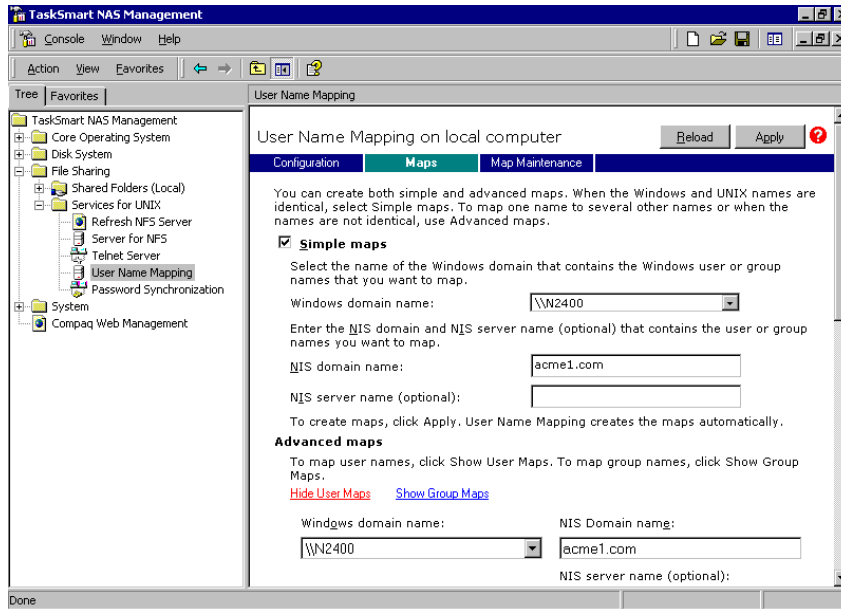 TaskSmart NAS Management
Console Window Help
Action View Favorites
Tree Favorites
TaskSmart NAS Management
Core Operating System
Disk System
File Sharing
Shared Folders (Local)
Services for UNIX
Refresh NFS Server
Server for NFS
Telnet Server
User Name Mapping
Password Synchronization
System
Compaq Web Management
User Name Mapping
User Name Mapping on local computer
Reload Apply
Configuration Maps Map Maintenance
You can create both simple and advanced maps. When the Windows and UNIX names are
identical, select Simple maps. To map one name to several other names or when the
names are not identical, use Advanced maps.
Simple maps
Select the name of the Windows domain that contains the Windows user or group
names that you want to map.
Windows domain name: \\N2400
Enter the NIS domain and NIS server name (optional) that contains the user or group
names you want to map.
NIS domain name: acme1.com
NIS server name (optional):
To create maps, click Apply. User Name Mapping creates the maps automatically.
Advanced maps
To map user names, click Show User Maps. To map group names, click Show Group
Maps.
Hide User Maps Show Group Maps
Windows domain name: NIS Domain name:
\\N2400 acme1.com
NIS server name (optional):
Done